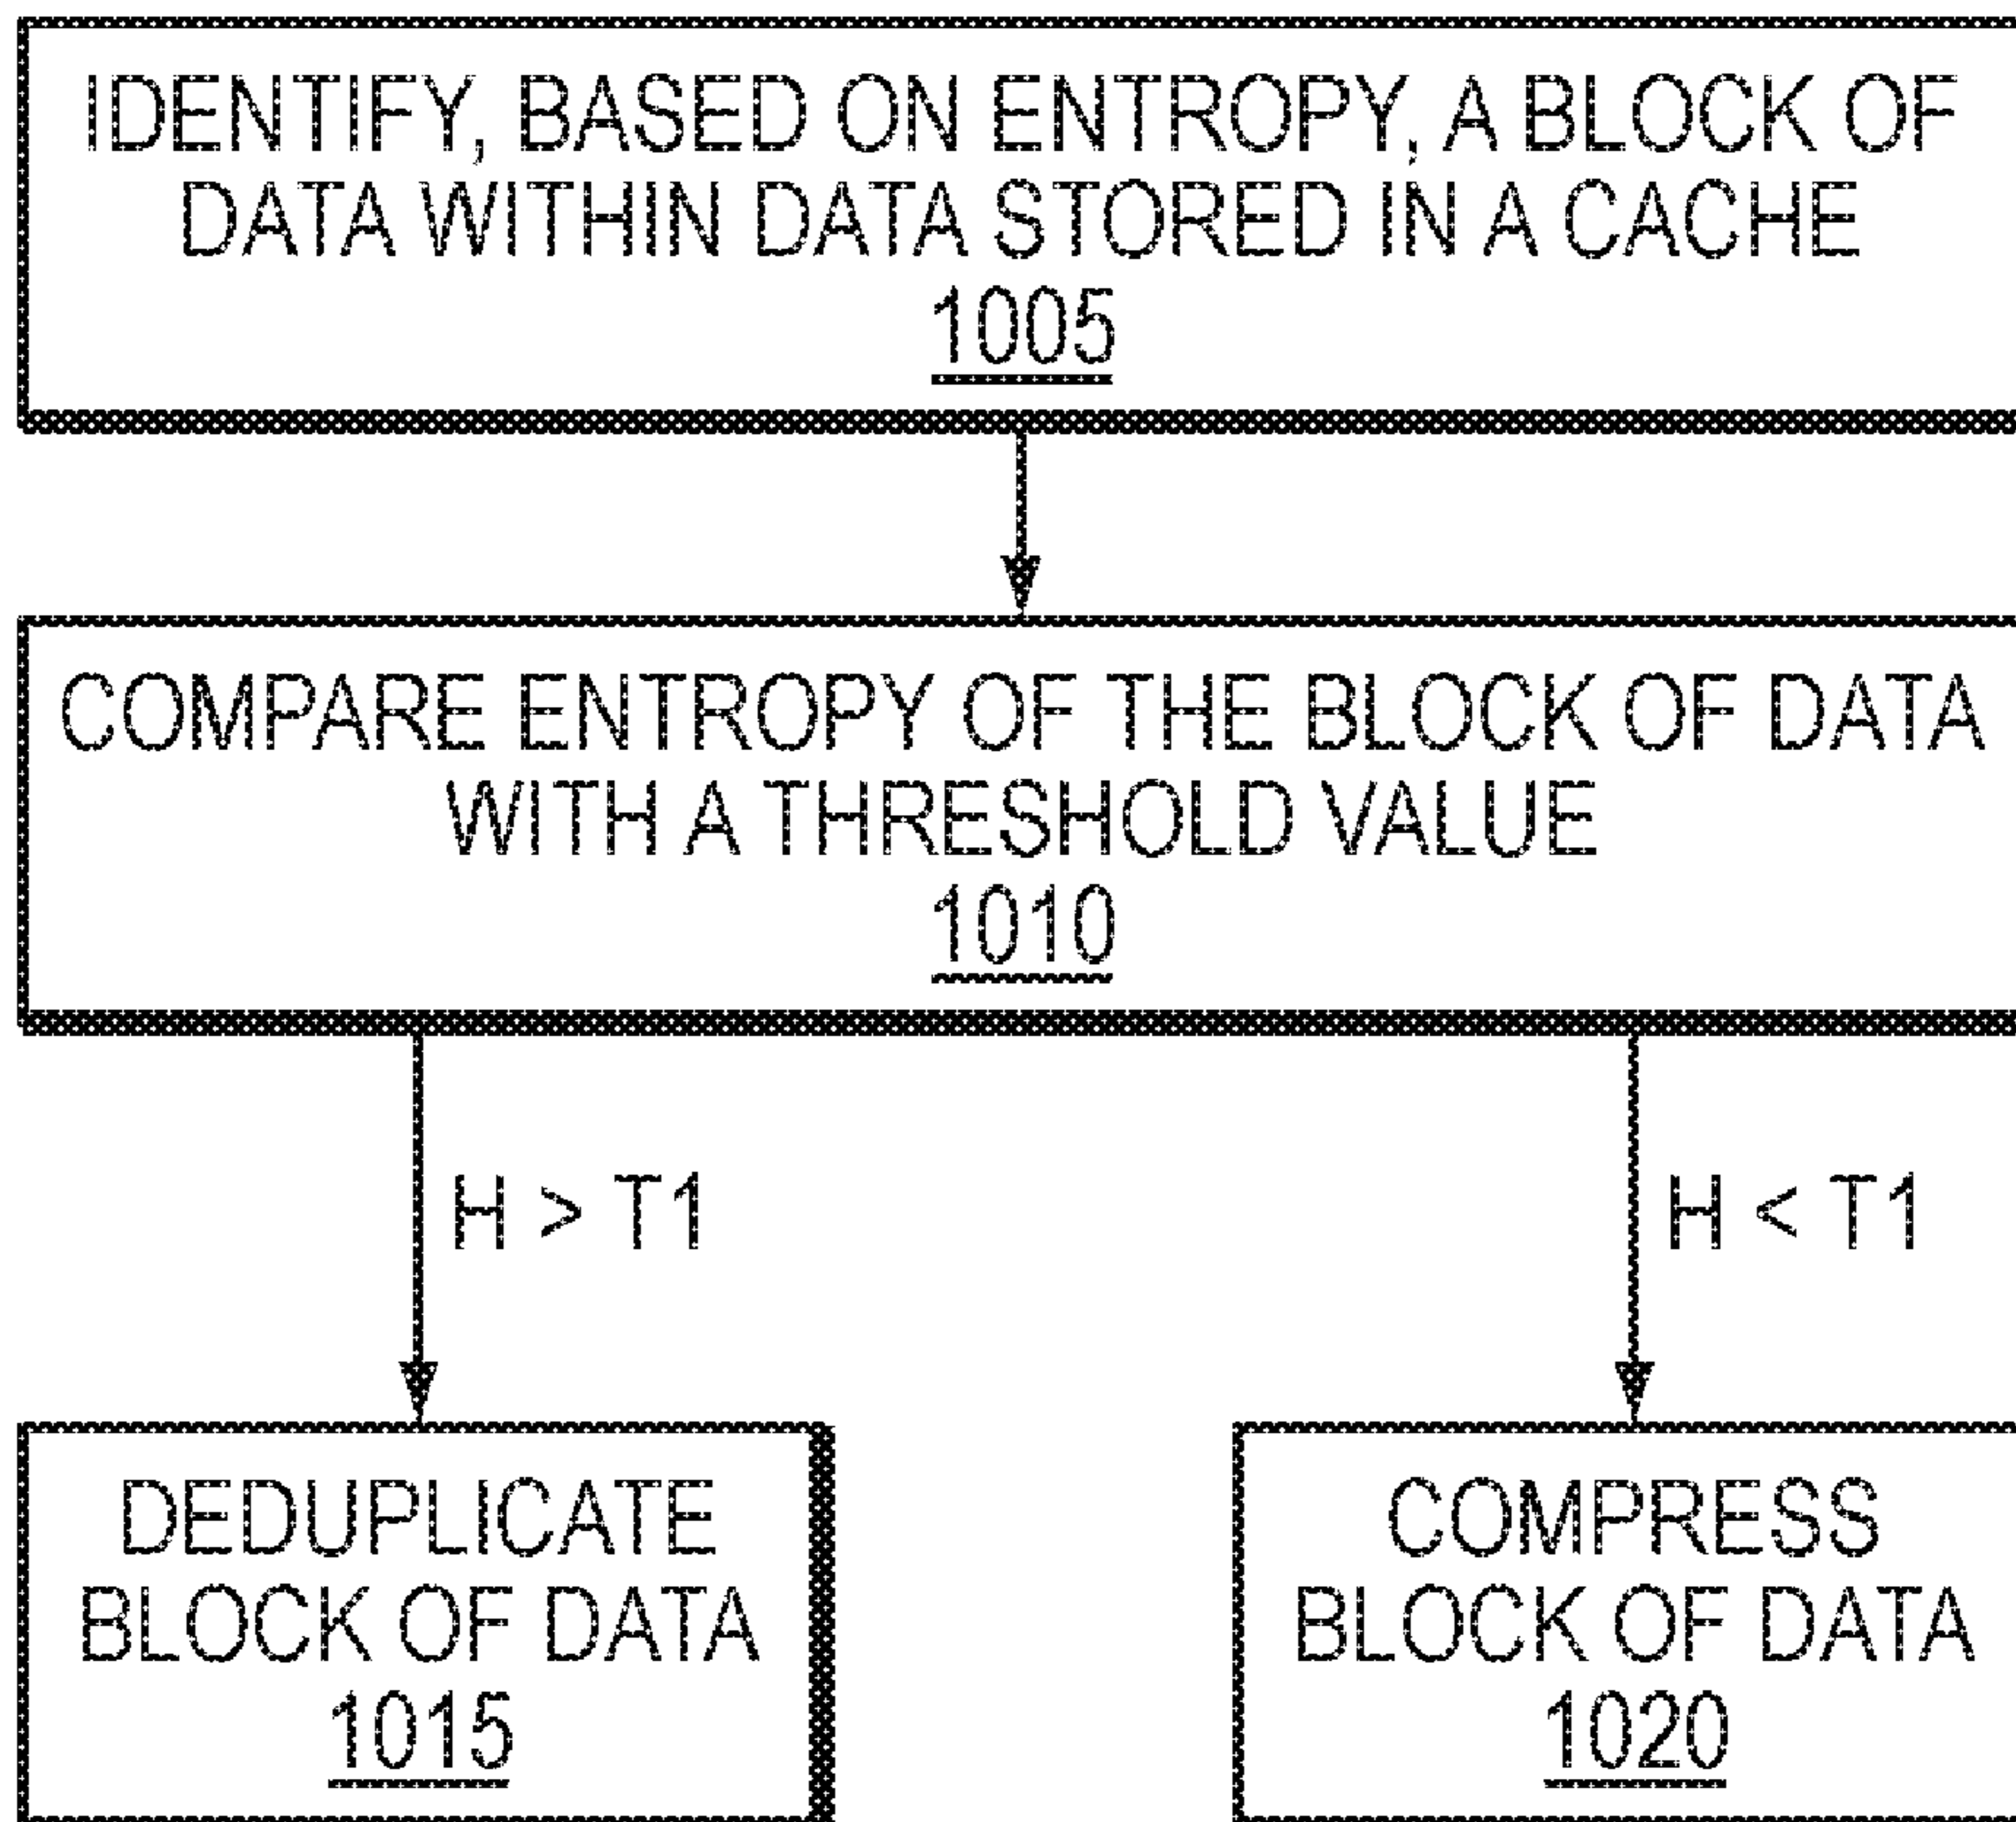 IDENTIFY, BASED ON ENTROPY, A BLOCK OF
DATA WITHIN DATA STORED IN A CACHE
1005
COMPARE ENTROPY OF THE BLOCK OF DATA
WITH A THRESHOLD VALUE
1010
H > T1
H < T1
DEDUPLICATE
BLOCK OF DATA
1015
COMPRESS
BLOCK OF DATA
1020